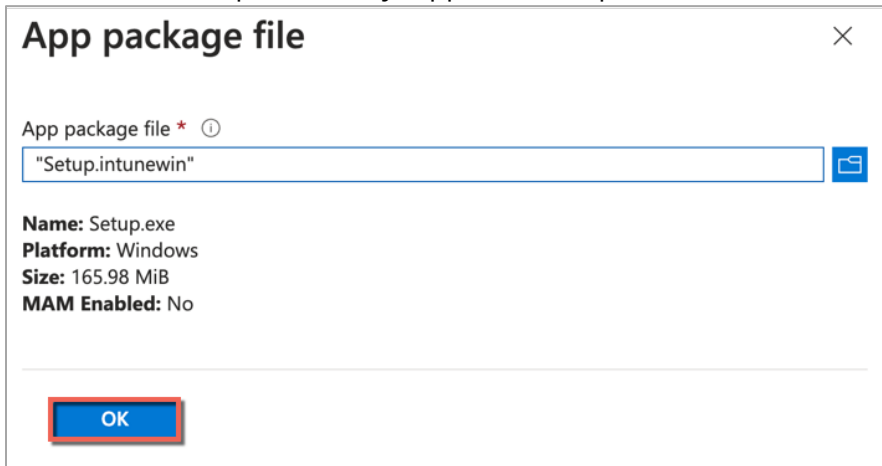 App package file
App package file *
"Setup.intunewin"
Name: Setup.exe
Platform: Windows
Size: 165.98 MiB
MAM Enabled: No
OK